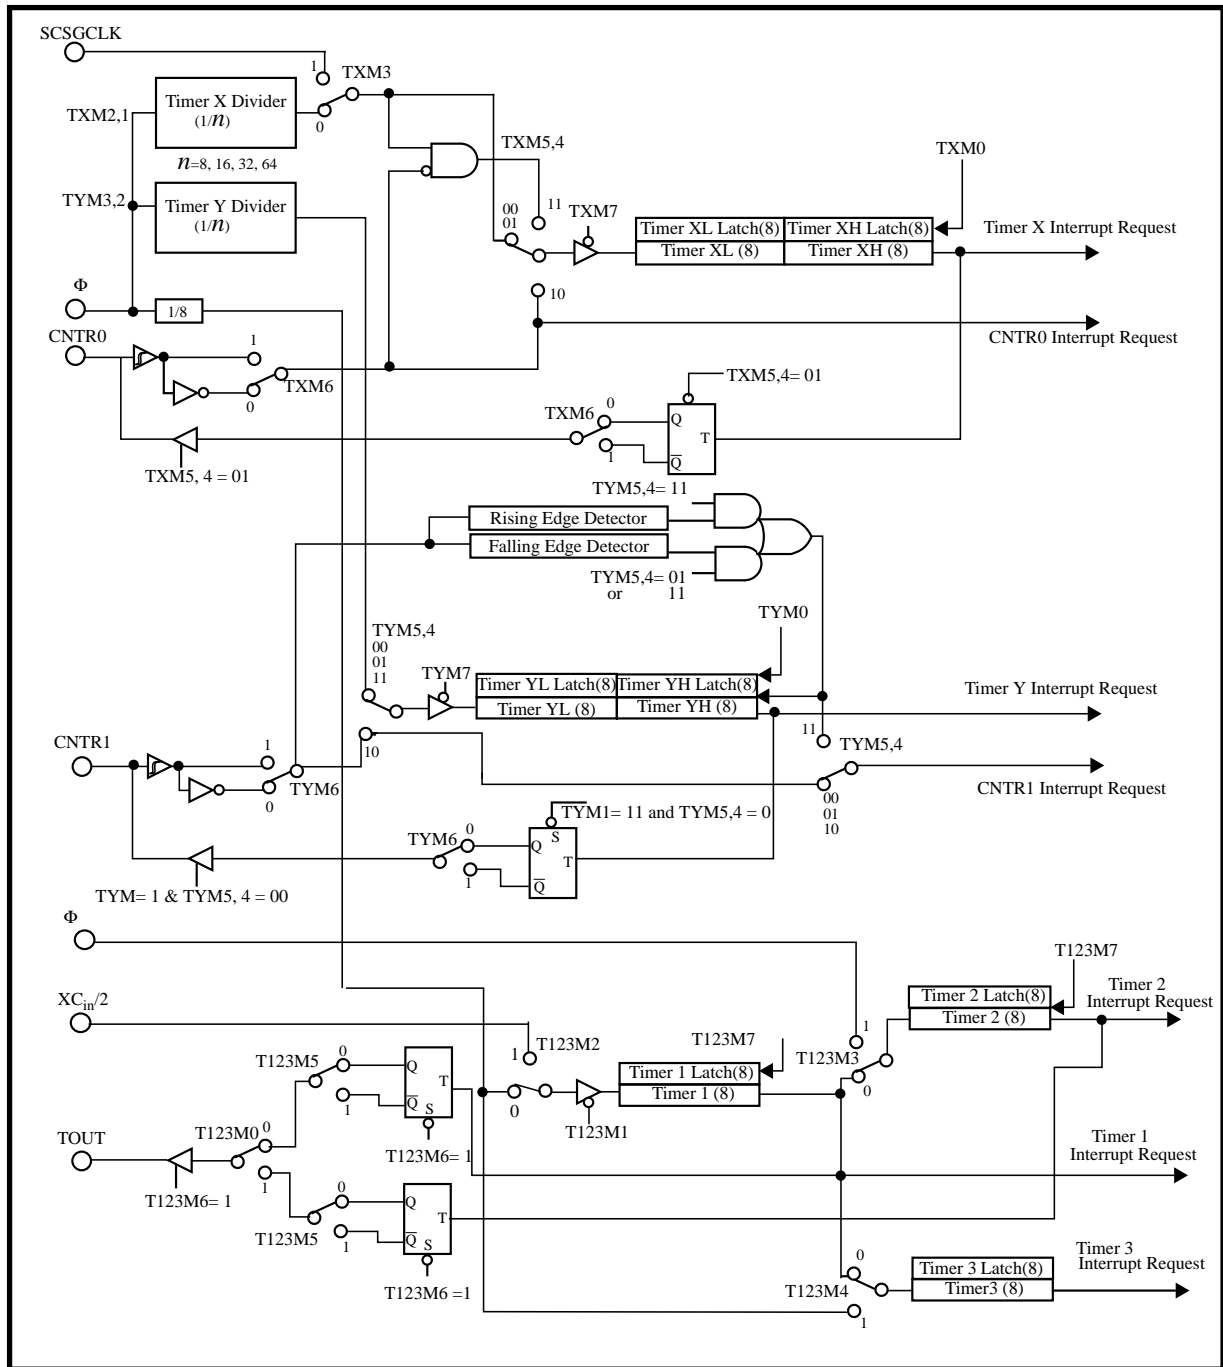 SCSGCLK
1
TXM3
Timer X Divider
(1/n)
TXM2,1
0
n=8, 16, 32, 64
TXM5,4
TXM0
TYM3,2
Timer Y Divider
(1/n)
00
01
11
TXM7
Timer XL Latch(8)
Timer XH Latch(8)
Timer XL (8)
Timer XH (8)
Timer X Interrupt Request
Φ
1/8
10
CNTR0
CNTR0 Interrupt Request
1
TXM6
0
TXM5,4= 01
TXM6
0
Q
T
1
Q
TXM5, 4 = 01
TYM5,4= 11
Rising Edge Detector
Falling Edge Detector
TYM5,4= 01
or 11
TYM0
TYM5,4
00
01
11
TYM7
Timer YL Latch(8)
Timer YH Latch(8)
Timer YL (8)
Timer YH (8)
Timer Y Interrupt Request
11
TYM5,4
CNTR1
1
10
TYM6
0
CNTR1 Interrupt Request
00
01
10
TYM1= 11 and TYM5,4 = 0
TYM6
0
S
Q
T
1
Q
TYM= 1 & TYM5, 4 = 00
Φ
T123M7
Timer 2 Latch(8)
Timer 2 (8)
Timer 2
Interrupt Request
XCin/2
1
T123M2
T123M7
1
T123M3
0
T123M5
0
Q
T
1
Q
S
0
Timer 1 Latch(8)
Timer 1 (8)
T123M1
TOUT
T123M0
0
T123M6= 1
Timer 1
Interrupt Request
T123M6= 1
1
0
Q
T
T123M5
1
Q
S
T123M6 =1
0
Timer 3 Latch(8)
Timer3 (8)
Timer 3
Interrupt Request
T123M4
1